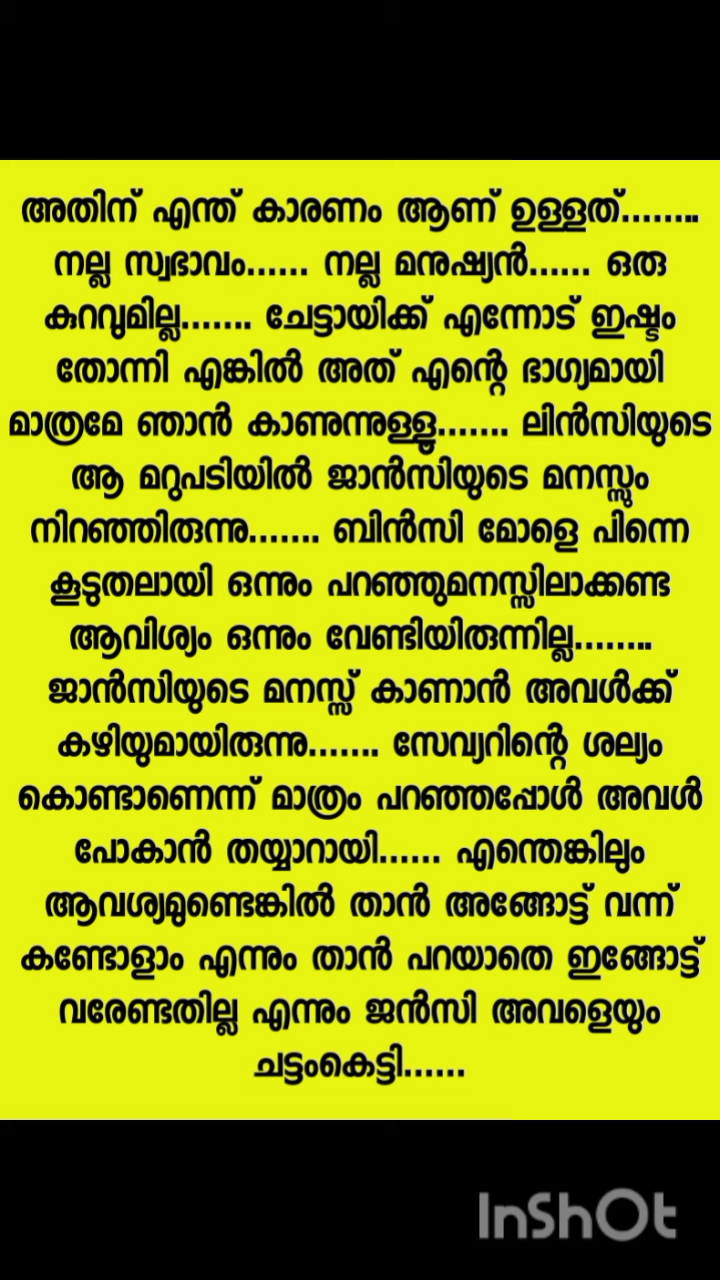 അതിന് എന്ത് കാരണം ആണ് ഉള്ളത്........
നല്ല സ്വഭാവം...... നല്ല മനുഷ്യൻ...... ഒരു
കുറവുമില്ല....... ചേട്ടായിക്ക് എന്നോട് ഇഷ്ടം
തോന്നി എങ്കിൽ അത് എന്റെ ഭാഗ്യമായി
മാത്രമേ ഞാൻ കാണുന്നുള്ളൂ....... ലിൻസിയുടെ
ആ മറുപടിയിൽ ജാൻസിയുടെ മനസ്സും
നിറഞ്ഞിരുന്നു....... ബിൻസി മോളെ പിന്നെ
കൂടുതലായി ഒന്നും പറഞ്ഞുമനസ്സിലാക്കണ്ട
ആവിശ്യം ഒന്നും വേണ്ടിയിരുന്നില്ല........
ജാൻസിയുടെ മനസ്സ് കാണാൻ അവൾക്ക്
കഴിയുമായിരുന്നു....... സേവ്യറിന്റെ ശല്യം
കൊണ്ടാണെന്ന് മാത്രം പറഞ്ഞപ്പോൾ അവൾ
പോകാൻ തയ്യാറായി...... എന്തെങ്കിലും
ആവശ്യമുണ്ടെങ്കിൽ താൻ അങ്ങോട്ട് വന്ന്
കണ്ടോളാം എന്നും താൻ പറയാതെ ഇങ്ങോട്ട്
വരേണ്ടതില്ല എന്നും ജൻസി അവളെയും
ചട്ടംകെട്ടി......
InShOt